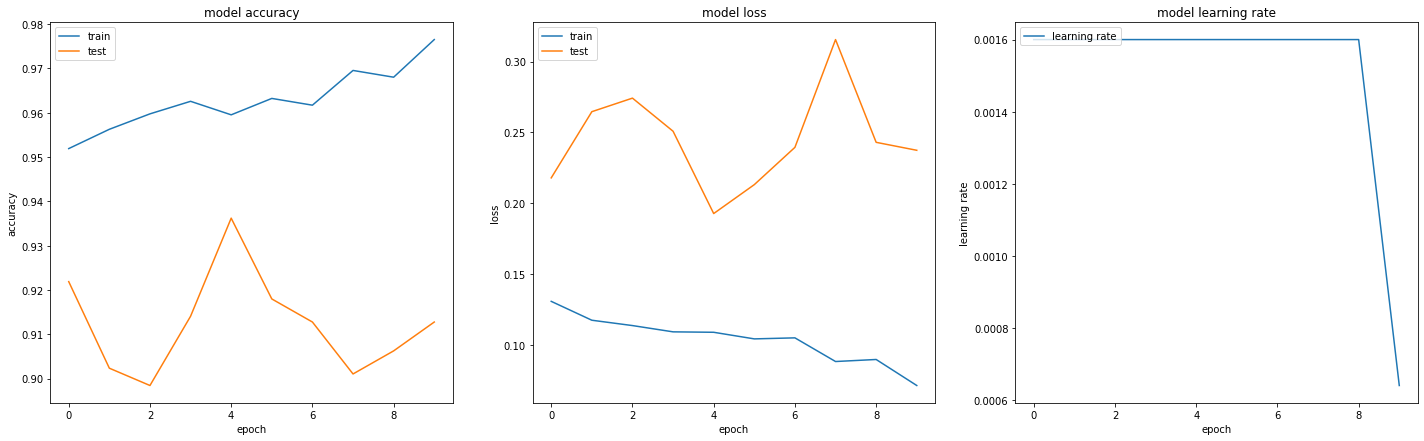 model accuracy
train
test
0.98
0.97
0.96
0.95
0.94
0.93
0.92
0.91
0.90
accuracy
0 2 4 6 8
epoch
model loss
train
test
0.30
0.25
0.20
0.15
0.10
loss
0 2 4 6 8
epoch
model learning rate
learning rate
0.0016
0.0014
0.0012
0.0010
0.0008
0.0006
learning rate
0 2 4 6 8
epoch